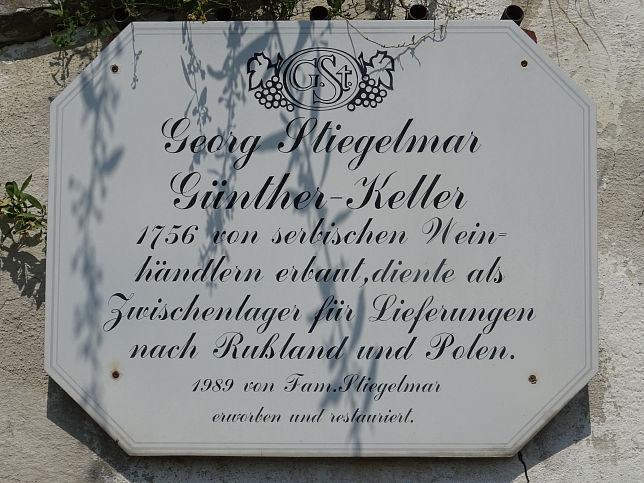 GSt
Georg Stiegelmar
Günther-Keller
1756 von serbischen Wein=
händlern erbaut, diente als
Zwischenlager für Lieferungen
nach Rußland und Polen.
1989 von Fam. Stiegelmar
erworben und restauriert.